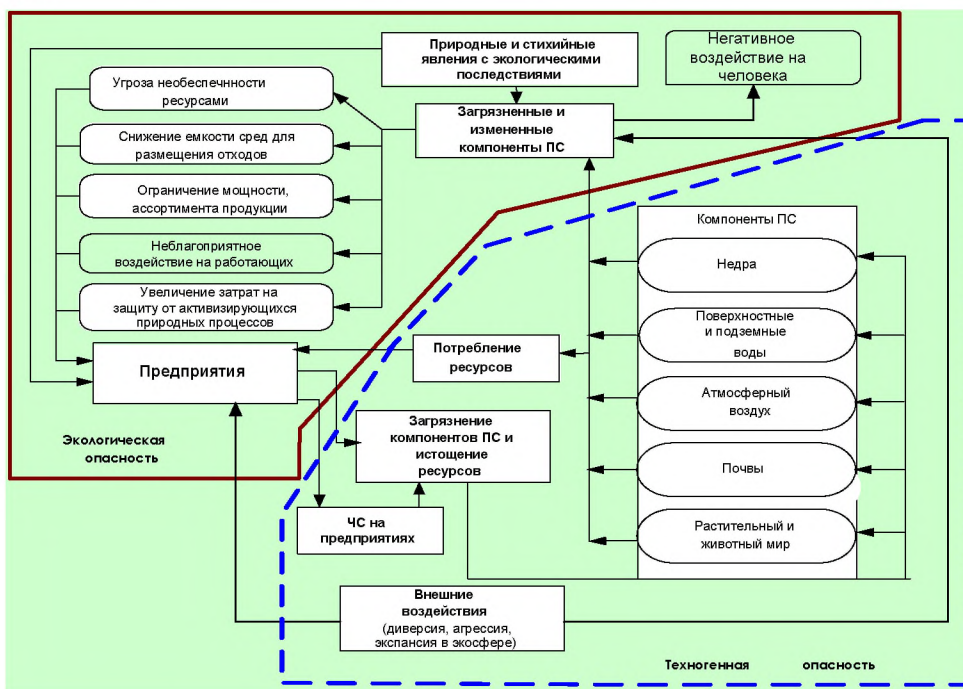 Природные и стихийные
явления с экологическими
последствиями
Негативное
воздействие на
человека
Угроза необеспечнности
ресурсами
Загрязненные и
измененные
компоненты ПС
Снижение емкости сред для
размещения отходов
Ограничение мощности,
ассортимента продукции
Неблагоприятное
воздействие на работающих
Увеличение затрат на
защиту от активизирующихся
природных процессов
Компоненты ПС
Недра
Поверхностные
и подземные
воды
Атмосферный
воздух
Почвы
Растительный и
животный мир
Предприятия
Потребление
ресурсов
Загрязнение
компонентов ПС и
истощение
ресурсов
Экологическая
опасность
ЧС на
предприятиях
Внешние
воздействия
(диверсия, агрессия,
экспансия в экосфере)
Техногенная опасность